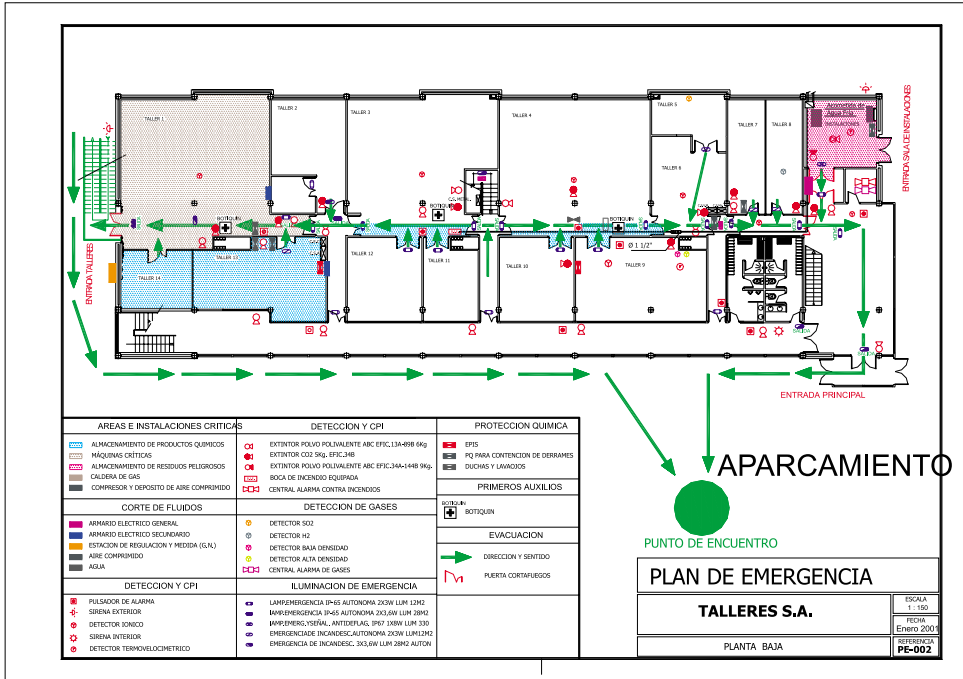 TALLER 1
TALLER 2
TALLER 3
TALLER 4
TALLER 5
TALLER 6
TALLER 7
TALLER 8
Acometida de
Agua Fría
INSTALACIONES
ENTRADA SALA DE INSTALACIONES
BOTIQUIN
BOTIQUIN
C.S. METAL.
BOTIQUIN
ENTRADA TALLERES
TALLER 14
TALLER 13
TALLER 12
TALLER 11
TALLER 10
TALLER 9
Ø 1 1/2"
SALIDA
SALIDA
ENTRADA PRINCIPAL
APARCAMIENTO
PUNTO DE ENCUENTRO
AREAS E INSTALACIONES CRITICAS
ALMACENAMIENTO DE PRODUCTOS QUIMICOS
MÁQUINAS CRÍTICAS
ALMACENAMIENTO DE RESIDUOS PELIGROSOS
CALDERA DE GAS
COMPRESOR Y DEPOSITO DE AIRE COMPRIMIDO
CORTE DE FLUIDOS
ARMARIO ELECTRICO GENERAL
ARMARIO ELECTRICO SECUNDARIO
ESTACION DE REGULACION Y MEDIDA (G.N.)
AIRE COMPRIMIDO
AGUA
DETECCION Y CPI
PULSADOR DE ALARMA
SIRENA EXTERIOR
DETECTOR IONICO
SIRENA INTERIOR
DETECTOR TERMOVELOCIMETRICO
DETECCION Y CPI
EXTINTOR POLVO POLIVALENTE ABC EFIC.13A-89B 6Kg
EXTINTOR CO2 5Kg. EFIC.34B
EXTINTOR POLVO POLIVALENTE ABC EFIC.34A-144B 9Kg.
BOCA DE INCENDIO EQUIPADA
CENTRAL ALARMA CONTRA INCENDIOS
DETECCION DE GASES
DETECTOR SO2
DETECTOR H2
DETECTOR BAJA DENSIDAD
DETECTOR ALTA DENSIDAD
CENTRAL ALARMA DE GASES
ILUMINACION DE EMERGENCIA
LAMP.EMERGENCIA IP-65 AUTONOMA 2X3W LUM 12M2
LAMP.EMERGENCIA IP-65 AUTONOMA 2X3,6W LUM 28M2
LAMP.EMERG.YSEÑAL. ANTIDEFLAG. IP67 1X8W LUM 330
EMERGENCIADE INCANDESC.AUTONOMA 2X3W LUM12M2
EMERGENCIA DE INCANDESC. 3X3,6W LUM 28M2 AUTON
PROTECCION QUIMICA
EPIS
PQ PARA CONTENCION DE DERRAMES
DUCHAS Y LAVAOJOS
PRIMEROS AUXILIOS
BOTIQUIN
BOTIQUIN
EVACUACION
DIRECCION Y SENTIDO
PUERTA CORTAFUEGOS
PLAN DE EMERGENCIA
TALLERES S.A.
PLANTA BAJA
ESCALA
1 : 150
FECHA
Enero 2001
REFERENCIA
PE-002